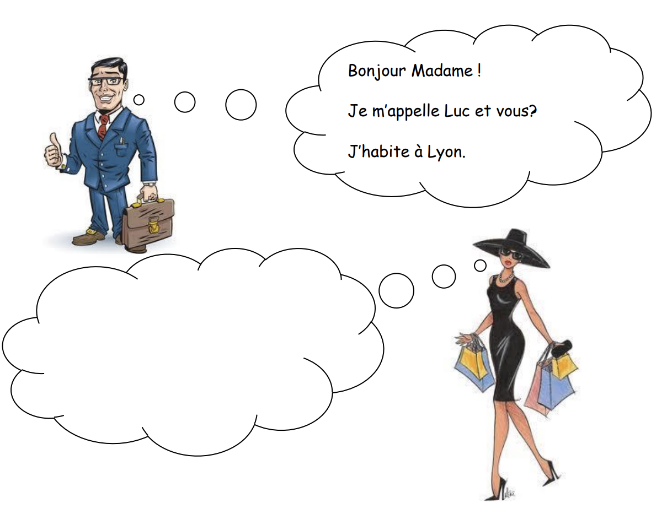 Bonjour Madame !
Je m’appelle Luc et vous?
J’habite à Lyon.